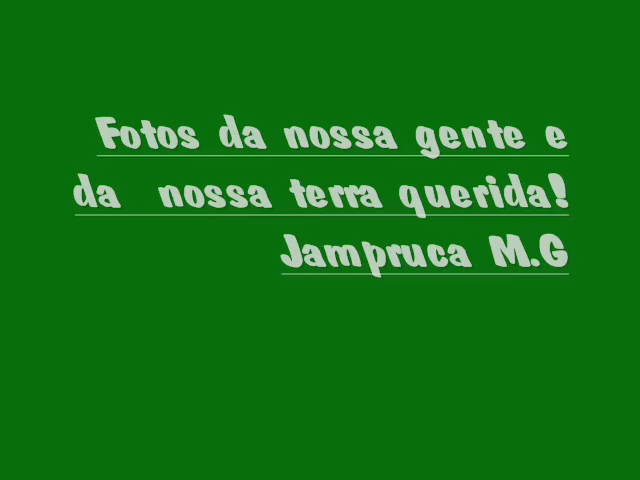 Fotos da nossa gente e
da nossa terra querida!
Jampruca M.G